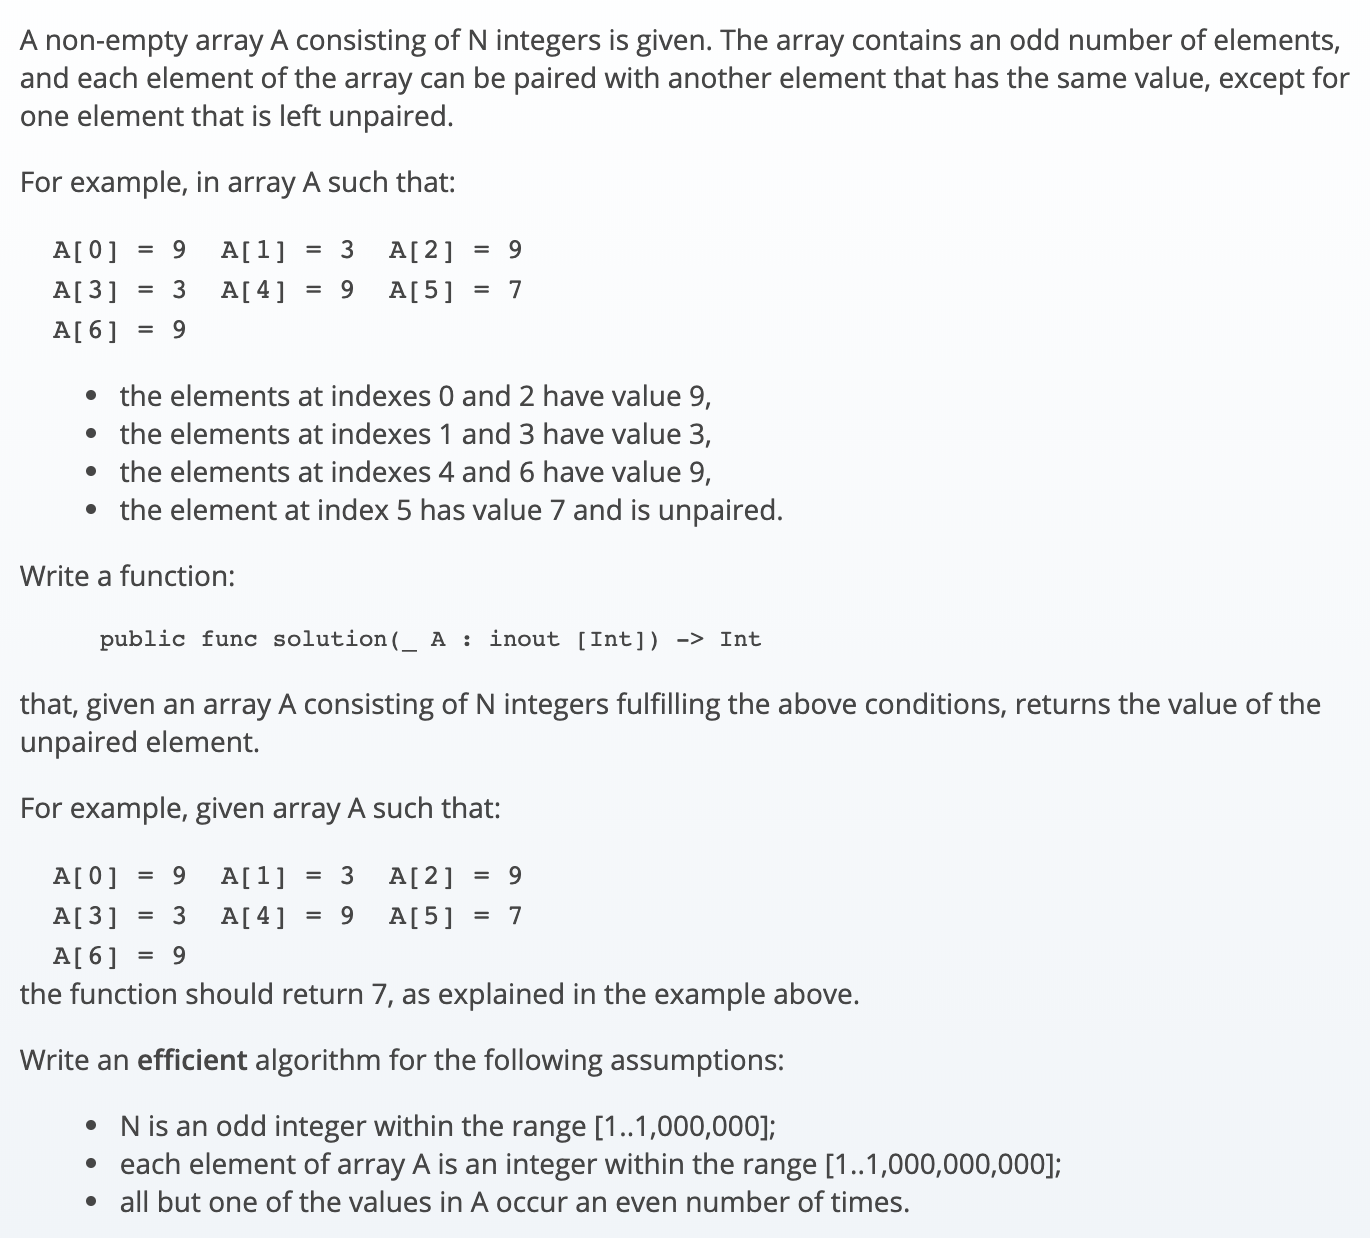 A non-empty array A consisting of N integers is given. The array contains an odd number of elements,
and each element of the array can be paired with another element that has the same value, except for
one element that is left unpaired.
For example, in array A such that:
A[0] = 9  A[1] = 3  A[2] = 9
A[3] = 3  A[4] = 9  A[5] = 7
A[6] = 9
• the elements at indexes 0 and 2 have value 9,
• the elements at indexes 1 and 3 have value 3,
• the elements at indexes 4 and 6 have value 9,
• the element at index 5 has value 7 and is unpaired.
Write a function:
public func solution(_ A : inout [Int]) -> Int
that, given an array A consisting of N integers fulfilling the above conditions, returns the value of the
unpaired element.
For example, given array A such that:
A[0] = 9  A[1] = 3  A[2] = 9
A[3] = 3  A[4] = 9  A[5] = 7
A[6] = 9
the function should return 7, as explained in the example above.
Write an efficient algorithm for the following assumptions:
• N is an odd integer within the range [1..1,000,000];
• each element of array A is an integer within the range [1..1,000,000,000];
• all but one of the values in A occur an even number of times.